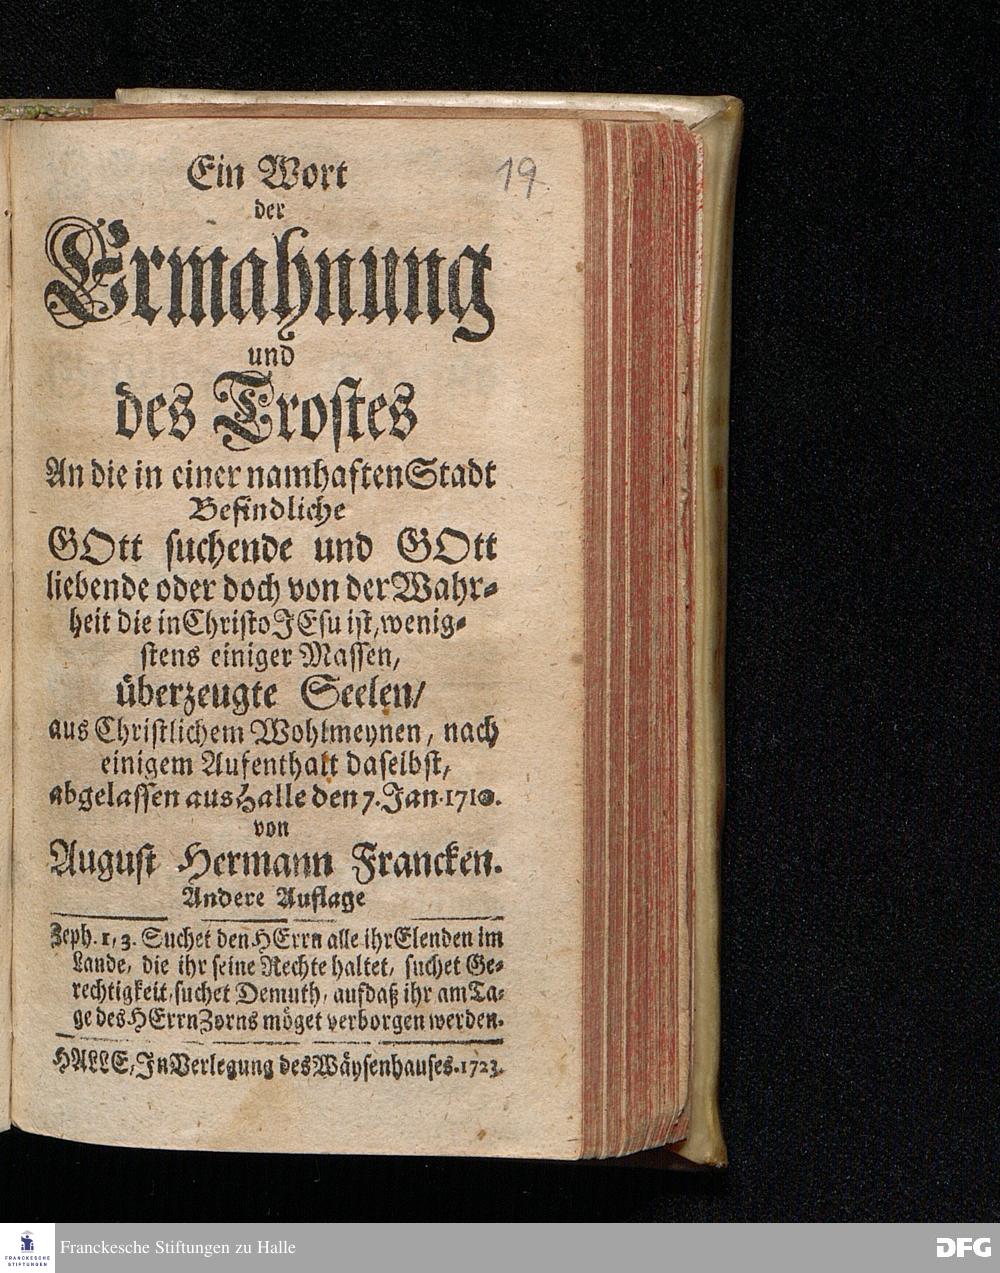 Ein Wort
19.
der
Ermahnung
und
des Trostes
An die in einer namhaften Stadt
Befindliche
GOtt suchende und GOtt
liebende oder doch von der Wahr-
heit die in Christo JEsu ist, wenig-
stens einiger Massen,
überzeugte Seelen/
aus Christlichem Wohlmeynen, nach
einigem Aufenthalt daselbst,
abgelassen aus Halle den 7. Jan. 1710.
von
August Hermann Francken.
Andere Auflage
Zeph. 1, 3. Suchet den HErrn alle ihr Elenden im
Lande, die ihr seine Rechte haltet, suchet Ge-
rechtigkeit, suchet Demuth, aufdaß ihr am Ta-
ge des HErrn Zorns möget verborgen werden.
HALLE, In Verlegung des Wäysenhauses. 1723.
FRANCKESCHE
STIFTUNGEN
Franckesche Stiftungen zu Halle
DFG